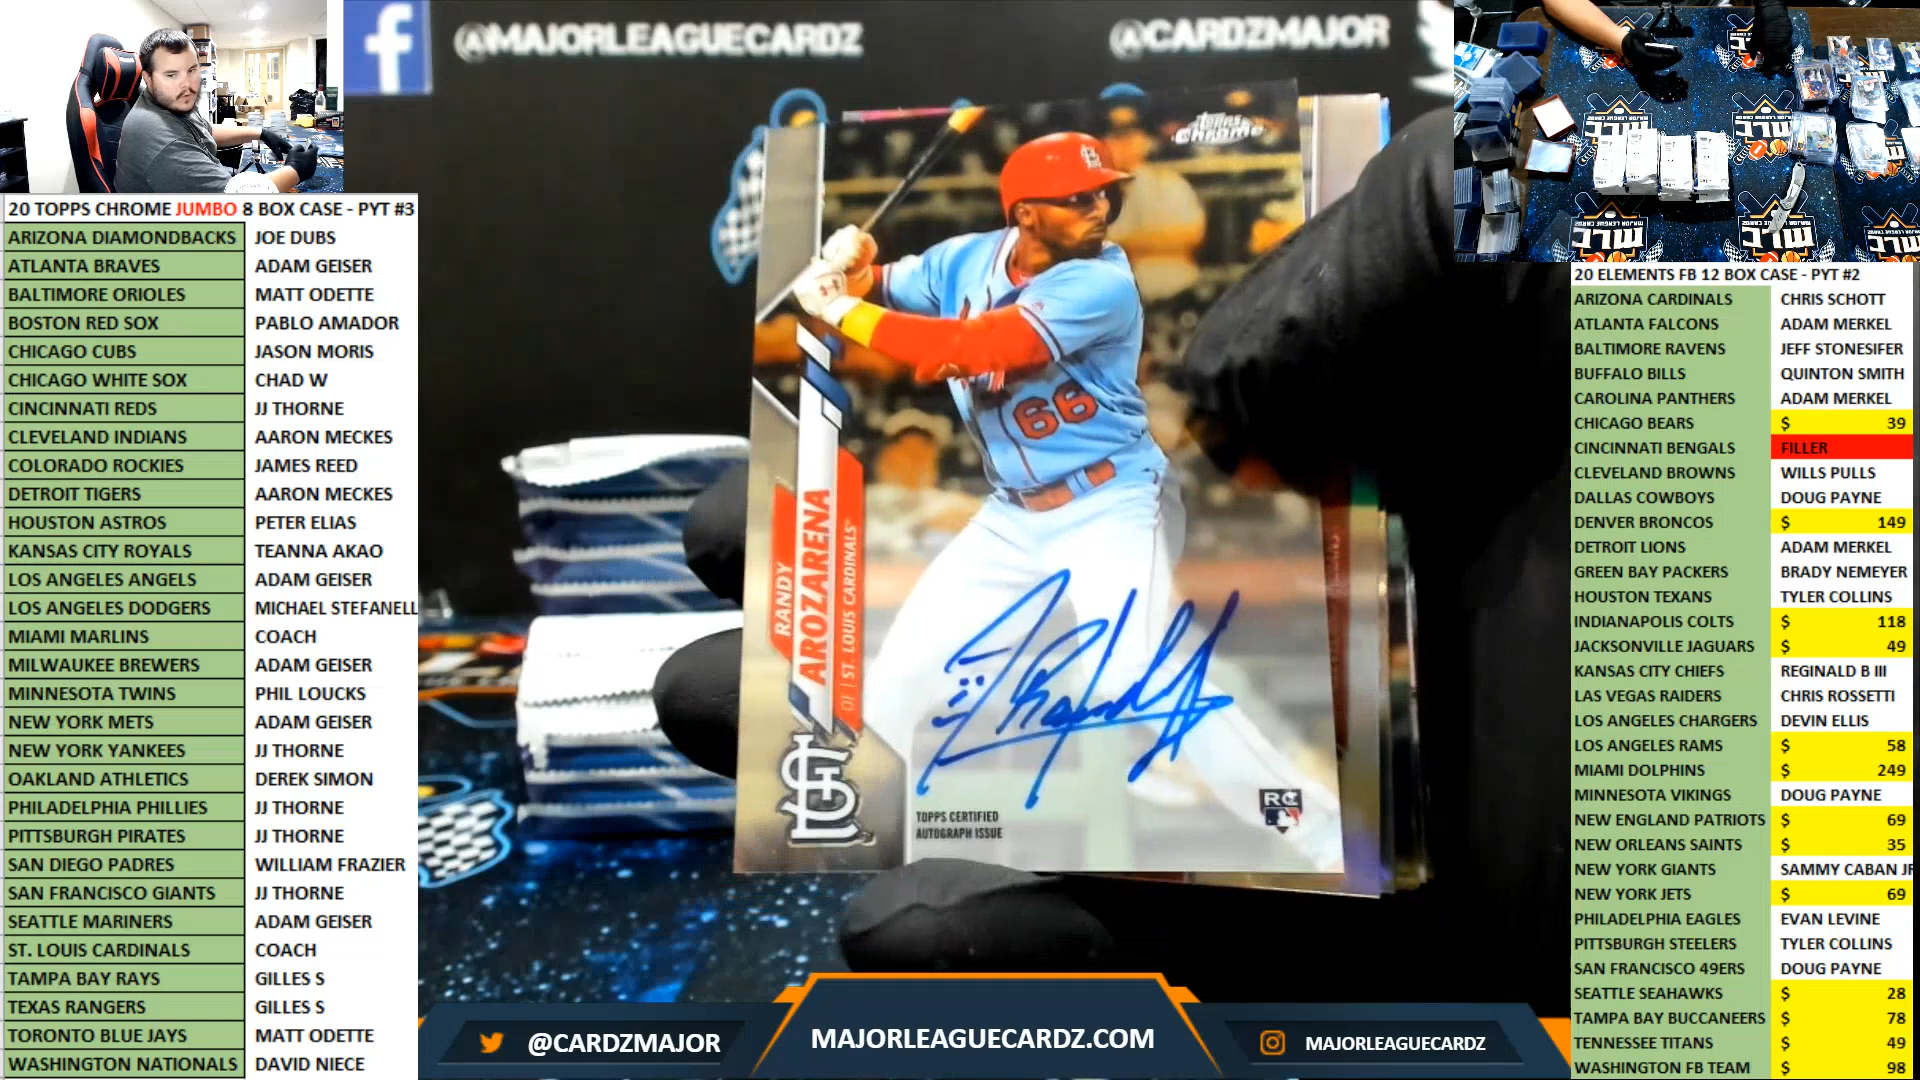 @MAJORLEAGUECARDZ
@CARDZMAJOR
20 TOPPS CHROME JUMBO 8 BOX CASE - PYT #3
ARIZONA DIAMONDBACKS JOE DUBS
ATLANTA BRAVES ADAM GEISER
BALTIMORE ORIOLES MATT ODETTE
BOSTON RED SOX PABLO AMADOR
CHICAGO CUBS JASON MORIS
CHICAGO WHITE SOX CHAD W
CINCINNATI REDS JJ THORNE
CLEVELAND INDIANS AARON MECKES
COLORADO ROCKIES JAMES REED
DETROIT TIGERS AARON MECKES
HOUSTON ASTROS PETER ELIAS
KANSAS CITY ROYALS TEANNA AKAO
LOS ANGELES ANGELS ADAM GEISER
LOS ANGELES DODGERS MICHAEL STEFANELL
MIAMI MARLINS COACH
MILWAUKEE BREWERS ADAM GEISER
MINNESOTA TWINS PHIL LOUCKS
NEW YORK METS ADAM GEISER
NEW YORK YANKEES JJ THORNE
OAKLAND ATHLETICS DEREK SIMON
PHILADELPHIA PHILLIES JJ THORNE
PITTSBURGH PIRATES JJ THORNE
SAN DIEGO PADRES WILLIAM FRAZIER
SAN FRANCISCO GIANTS JJ THORNE
SEATTLE MARINERS ADAM GEISER
ST. LOUIS CARDINALS COACH
TAMPA BAY RAYS GILLES S
TEXAS RANGERS GILLES S
TORONTO BLUE JAYS MATT ODETTE
WASHINGTON NATIONALS DAVID NIECE
Topps
Chrome
66
RANDY
AROZARENA
OF | ST. LOUIS CARDINALS
TOPPS CERTIFIED
AUTOGRAPH ISSUE
RC
@CARDZMAJOR
MAJORLEAGUECARDZ.COM
MAJORLEAGUECARDZ
20 ELEMENTS FB 12 BOX CASE - PYT #2
ARIZONA CARDINALS CHRIS SCHOTT
ATLANTA FALCONS ADAM MERKEL
BALTIMORE RAVENS JEFF STONESIFER
BUFFALO BILLS QUINTON SMITH
CAROLINA PANTHERS ADAM MERKEL
CHICAGO BEARS $ 39
CINCINNATI BENGALS FILLER
CLEVELAND BROWNS WILLS PULLS
DALLAS COWBOYS DOUG PAYNE
DENVER BRONCOS $ 149
DETROIT LIONS ADAM MERKEL
GREEN BAY PACKERS BRADY NEMEYER
HOUSTON TEXANS TYLER COLLINS
INDIANAPOLIS COLTS $ 118
JACKSONVILLE JAGUARS $ 49
KANSAS CITY CHIEFS REGINALD B III
LAS VEGAS RAIDERS CHRIS ROSSETTI
LOS ANGELES CHARGERS DEVIN ELLIS
LOS ANGELES RAMS $ 58
MIAMI DOLPHINS $ 249
MINNESOTA VIKINGS DOUG PAYNE
NEW ENGLAND PATRIOTS $ 69
NEW ORLEANS SAINTS $ 35
NEW YORK GIANTS SAMMY CABAN JR
NEW YORK JETS $ 69
PHILADELPHIA EAGLES EVAN LEVINE
PITTSBURGH STEELERS TYLER COLLINS
SAN FRANCISCO 49ERS DOUG PAYNE
SEATTLE SEAHAWKS $ 28
TAMPA BAY BUCCANEERS $ 78
TENNESSEE TITANS $ 49
WASHINGTON FB TEAM $ 98